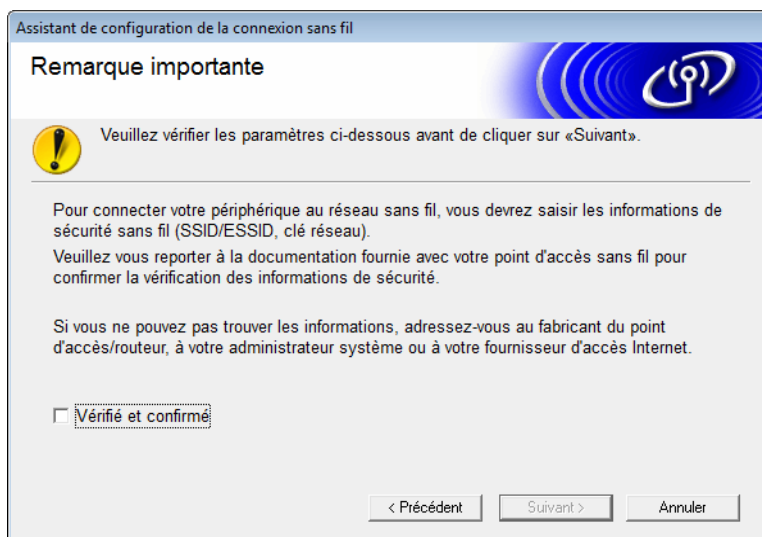 Assistant de configuration de la connexion sans fil
Remarque importante
Veuillez vérifier les paramètres ci-dessous avant de cliquer sur «Suivant».
Pour connecter votre périphérique au réseau sans fil, vous devrez saisir les informations de
sécurité sans fil (SSID/ESSID, clé réseau).
Veuillez vous reporter à la documentation fournie avec votre point d'accès sans fil pour
confirmer la vérification des informations de sécurité.
Si vous ne pouvez pas trouver les informations, adressez-vous au fabricant du point
d'accès/routeur, à votre administrateur système ou à votre fournisseur d'accès Internet.
Vérifié et confirmé
< Précédent Suivant > Annuler